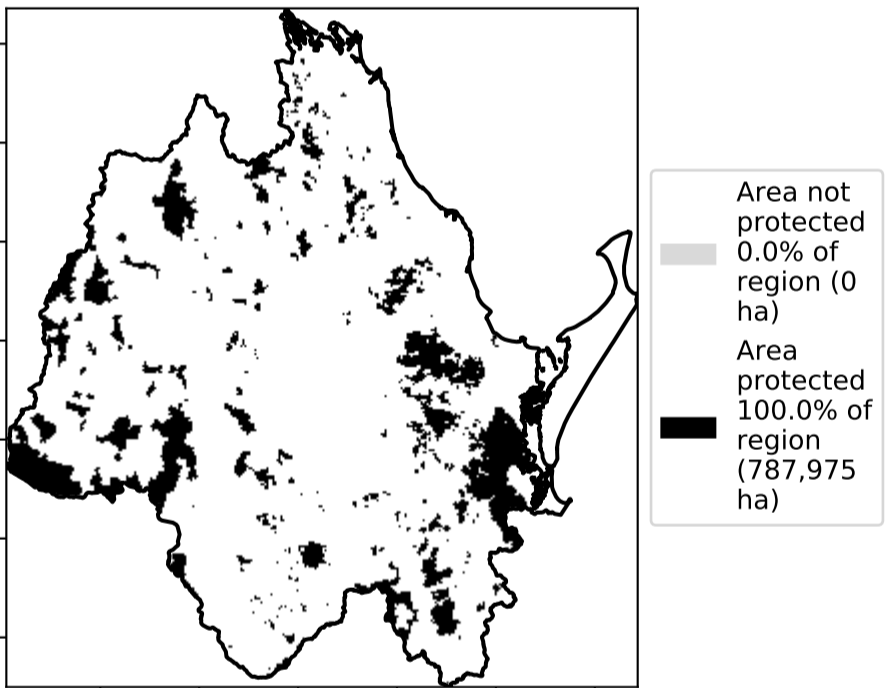 Area not
protected
0.0% of
region (0
ha)
Area
protected
100.0% of
region
(787,975
ha)